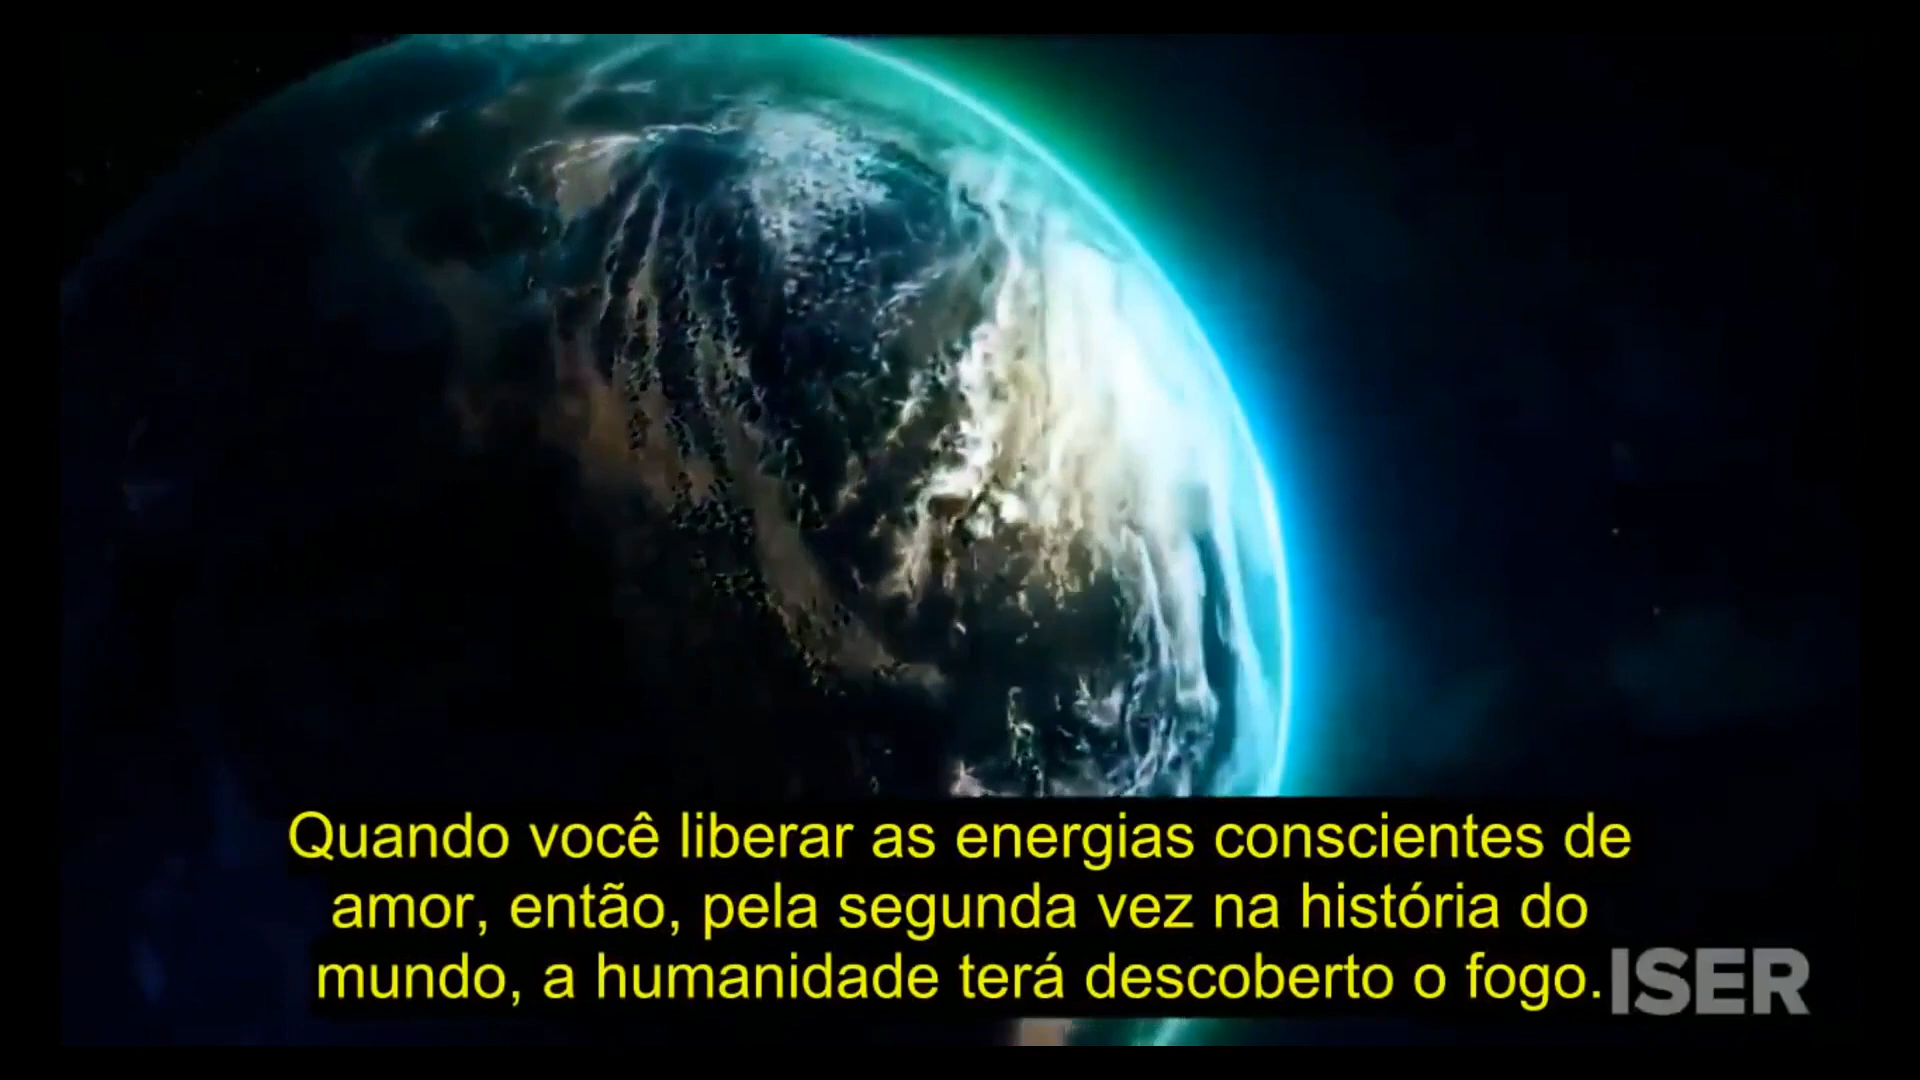 Quando você liberar as energias conscientes de
amor, então, pela segunda vez na história do
mundo, a humanidade terá descoberto o fogo.
ISER